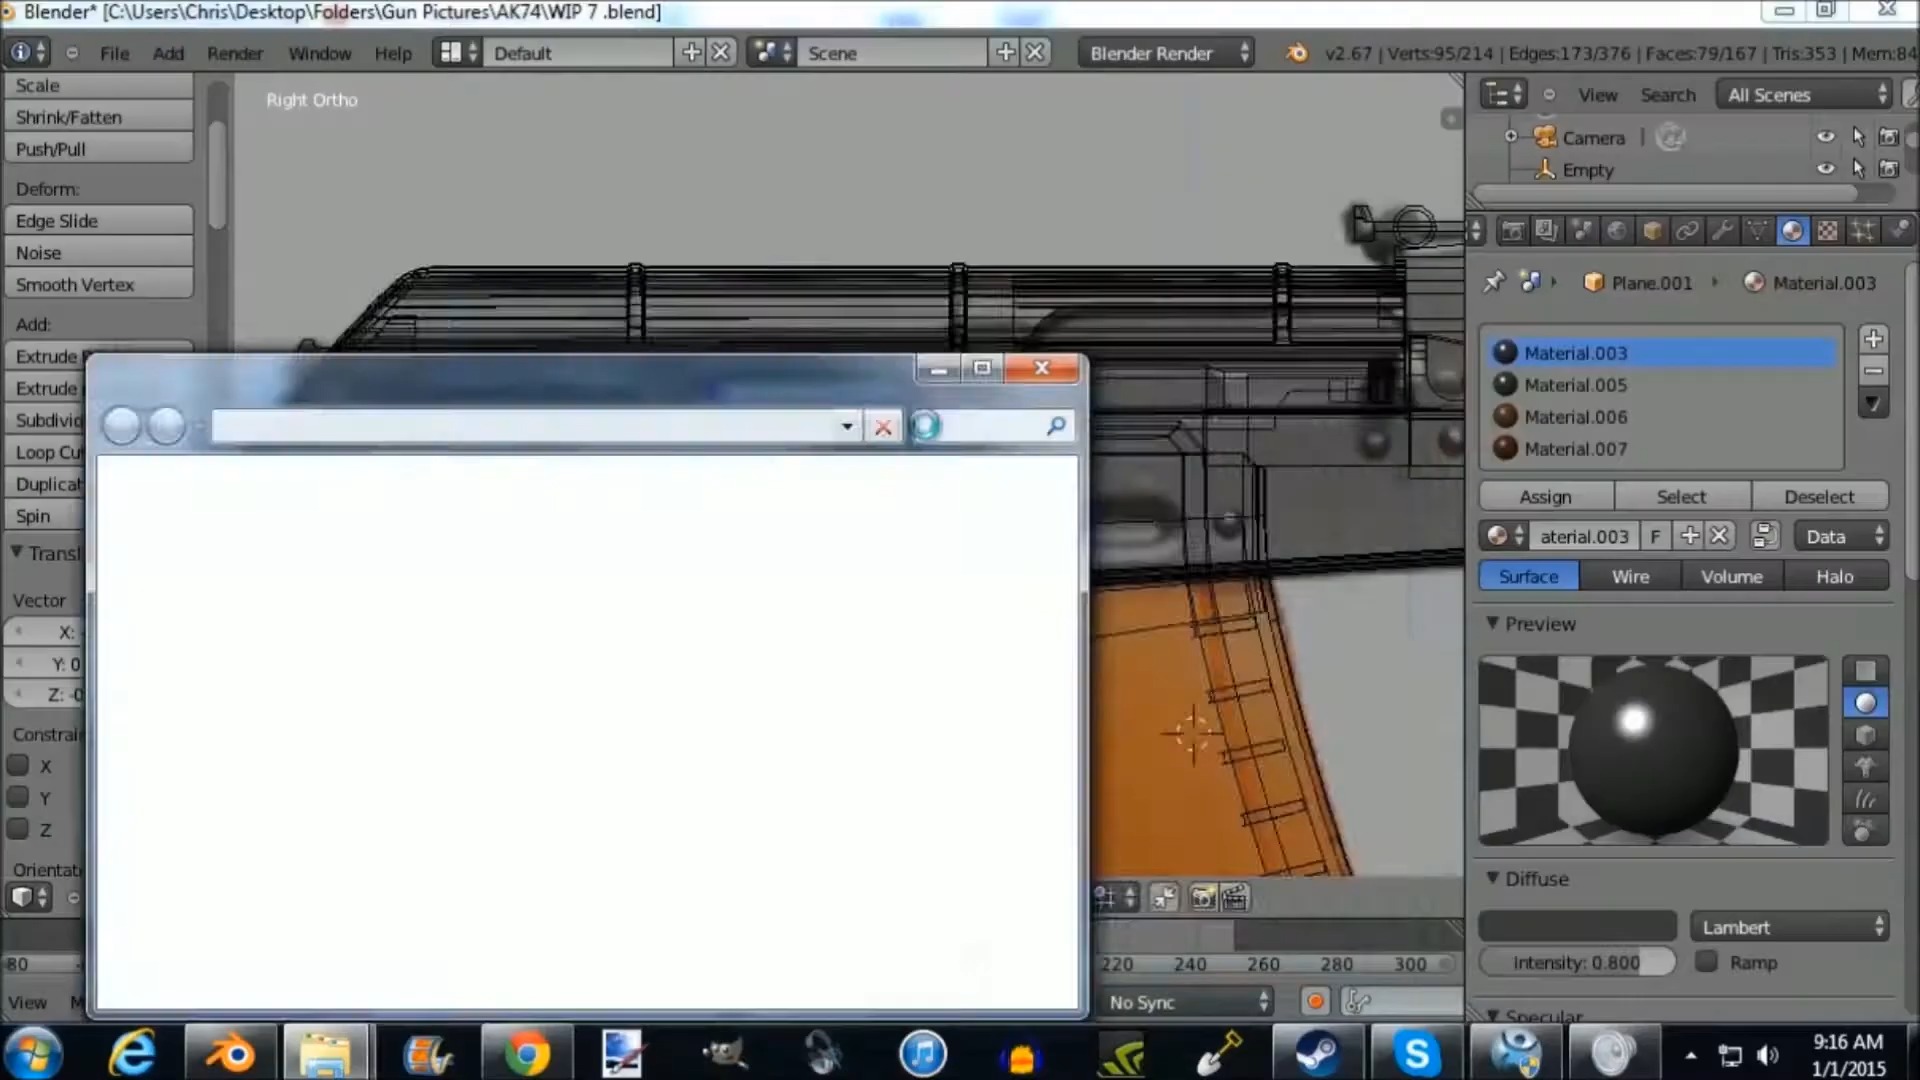 Blender* [C:\Users\Chris\Desktop\Folders\Gun Pictures\AK74\WIP 7 .blend]
File Add Render Window Help Default Scene Blender Render v2.67 | Verts:95/214 | Edges:173/376 | Faces:79/167 | Tris:353 | Mem:84
Scale
Shrink/Fatten
Push/Pull
Deform:
Edge Slide
Noise
Smooth Vertex
Add:
Extrude
Extrude
Subdivid
Loop Cu
Duplicat
Spin
Transl
Vector
X:
Y: 0
Z: -0
Constrain
X
Y
Z
Orientat
80
View M
Right Ortho
220 240 260 280 300
No Sync
View Search All Scenes
Camera
Empty
Plane.001 Material.003
Material.003
Material.005
Material.006
Material.007
Assign Select Deselect
aterial.003 F Data
Surface Wire Volume Halo
Preview
Diffuse
Lambert
Intensity: 0.800 Ramp
Specular
9:16 AM
1/1/2015